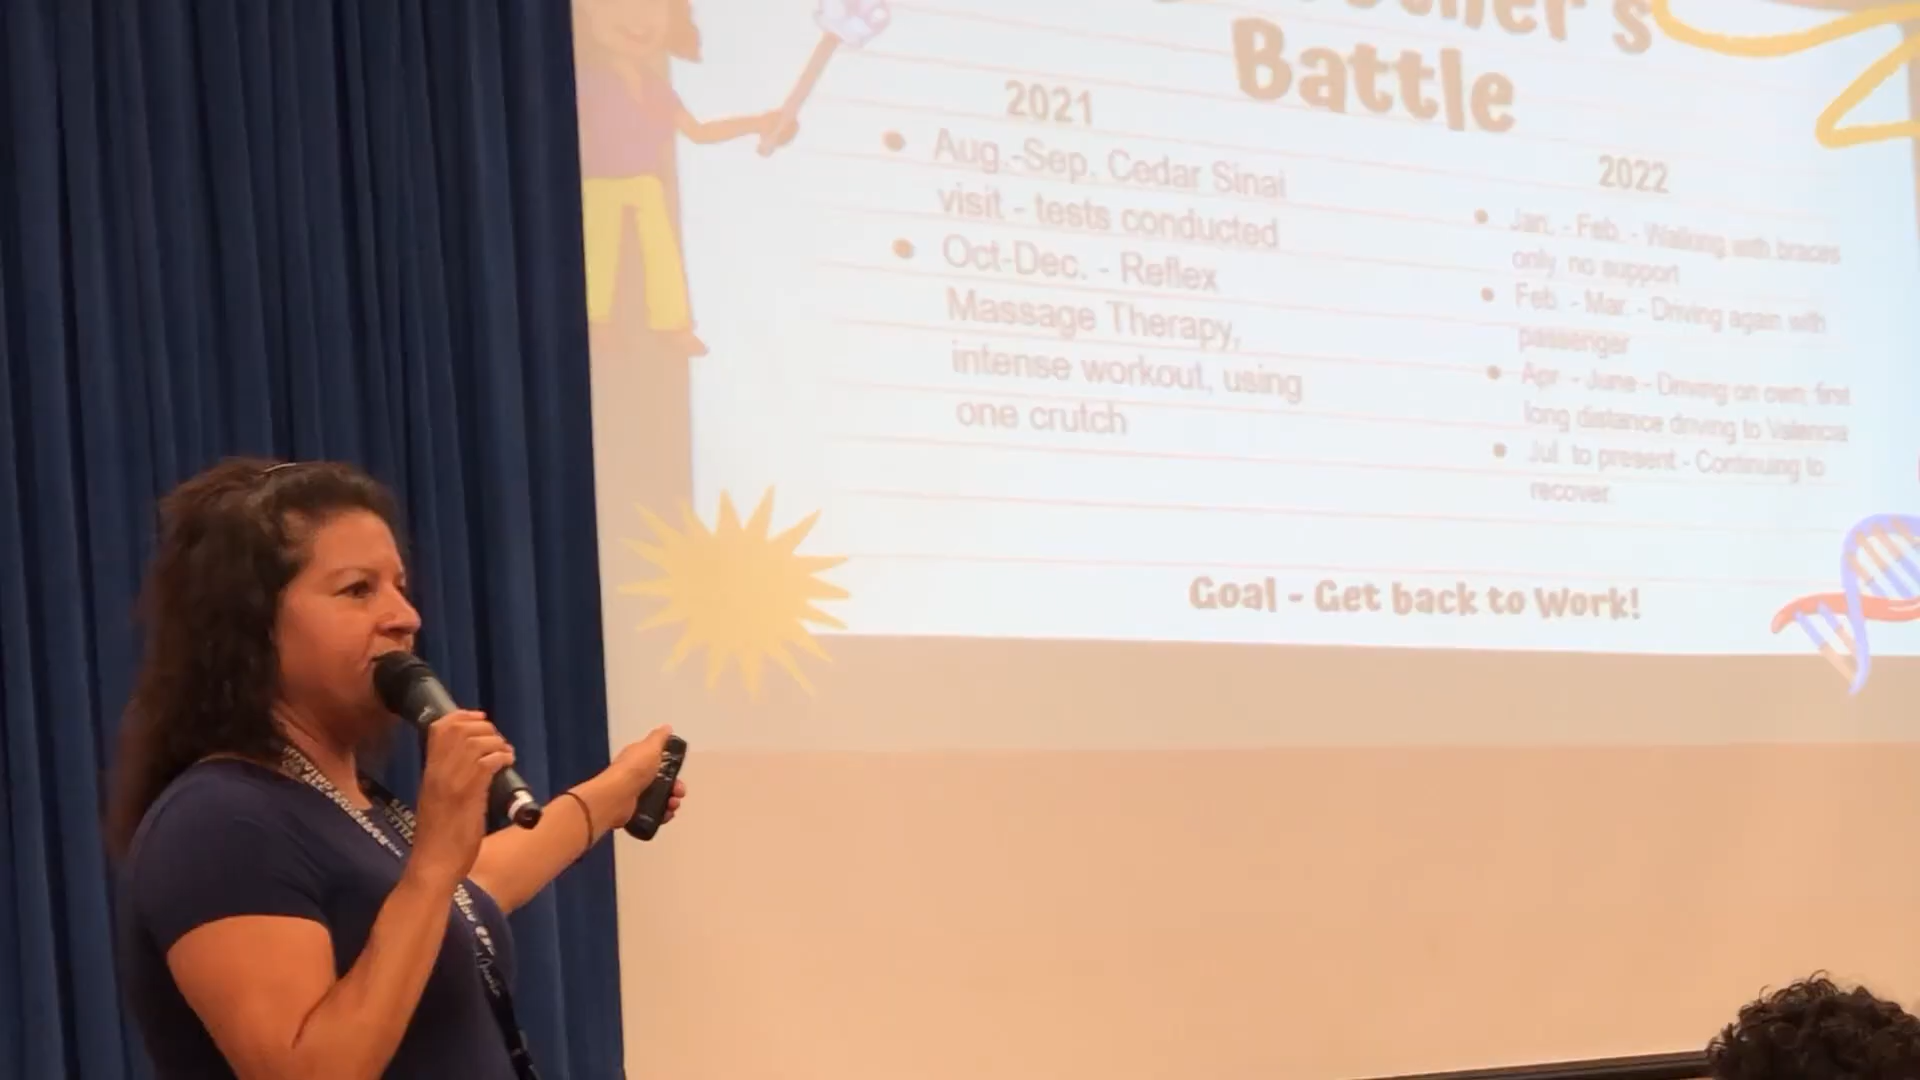 Battle
2021
Aug.-Sep. Cedar Sinai
visit - tests conducted
Oct-Dec. - Reflex
Massage Therapy,
intense workout, using
one crutch
2022
Jan. - Feb. - Walking with braces
only, no support
Feb. - Mar. - Driving again with
passenger
Apr. - June - Driving on own, first
long distance driving to Valencia
Jul. to present - Continuing to
recover.
Goal - Get back to Work!